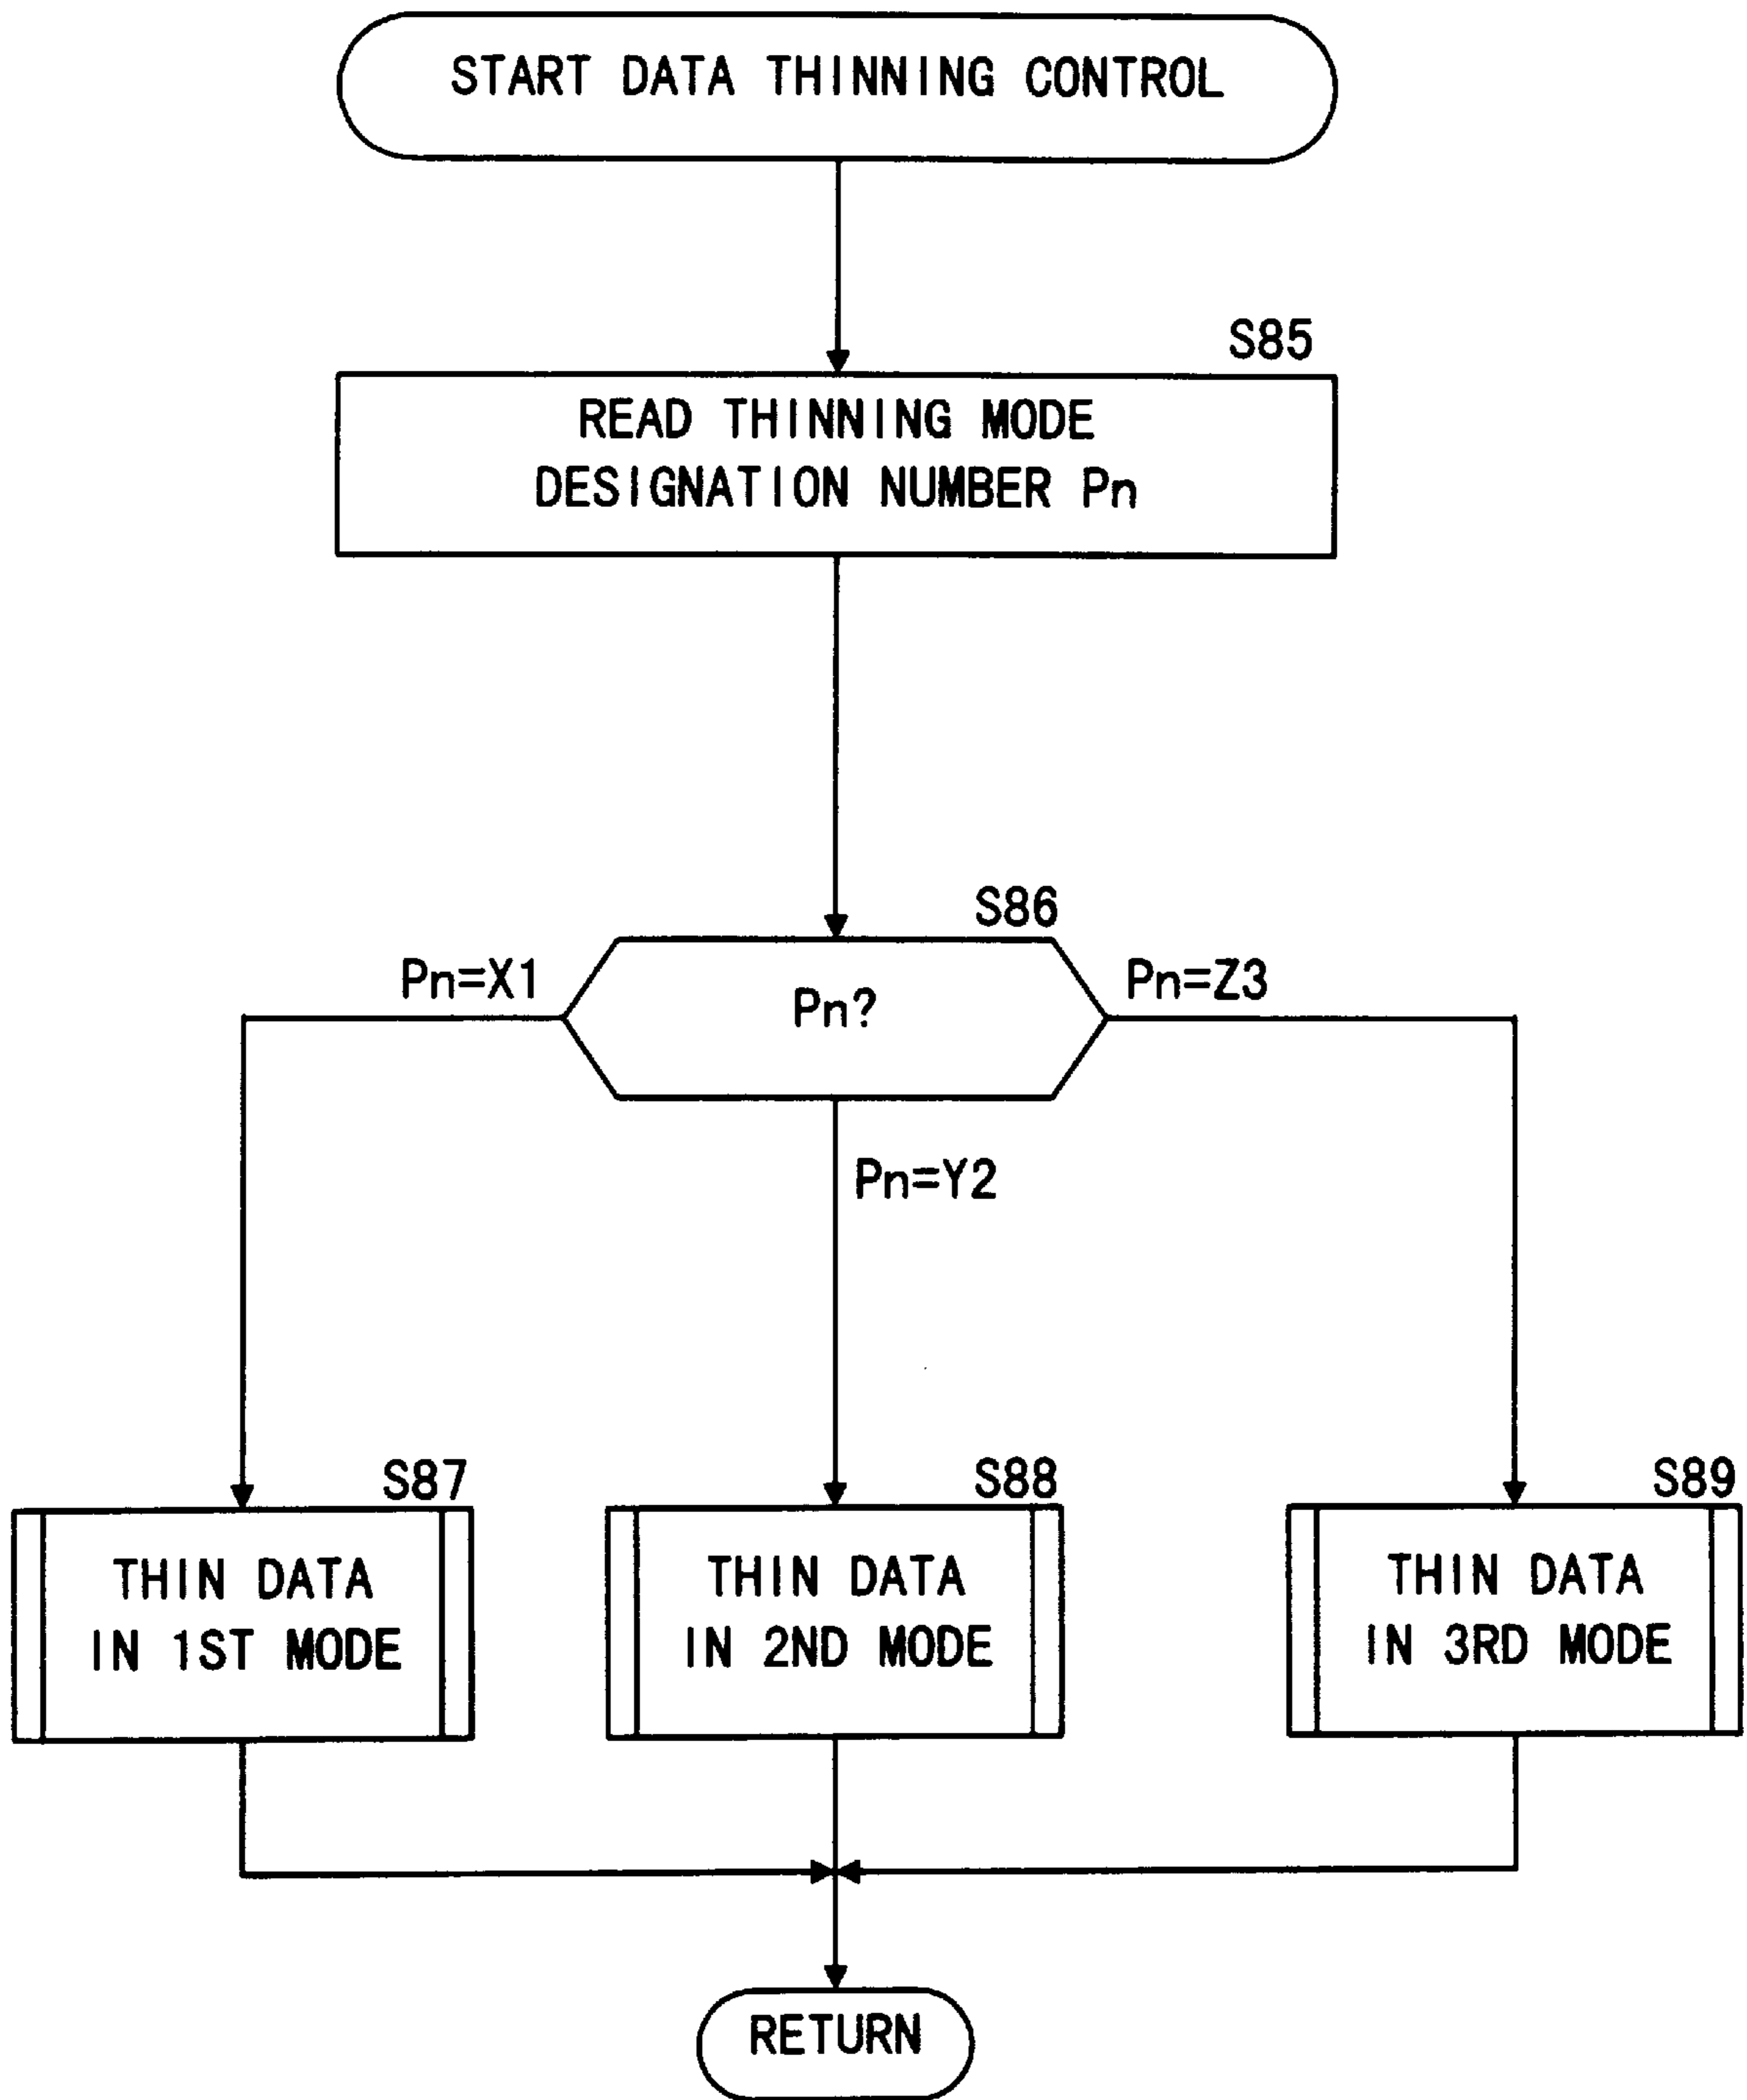 START DATA THINNING CONTROL
S85
READ THINNING MODE
DESIGNATION NUMBER Pn
S86
Pn=X1
Pn?
Pn=Z3
Pn=Y2
S87
THIN DATA
IN 1ST MODE
S88
THIN DATA
IN 2ND MODE
S89
THIN DATA
IN 3RD MODE
RETURN